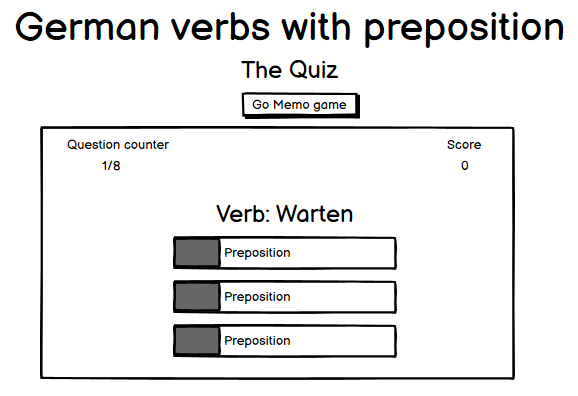 German verbs with preposition
The Quiz
Go Memo game
Question counter
1/8
Score
0
Verb: Warten
Preposition
Preposition
Preposition